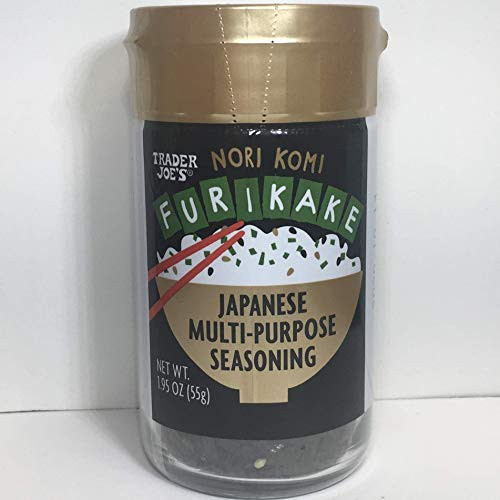 TRADER
JOE'S®
NORI KOMI
FURIKAKE
JAPANESE
MULTI-PURPOSE
SEASONING
NET WT.
1.95 OZ (55g)